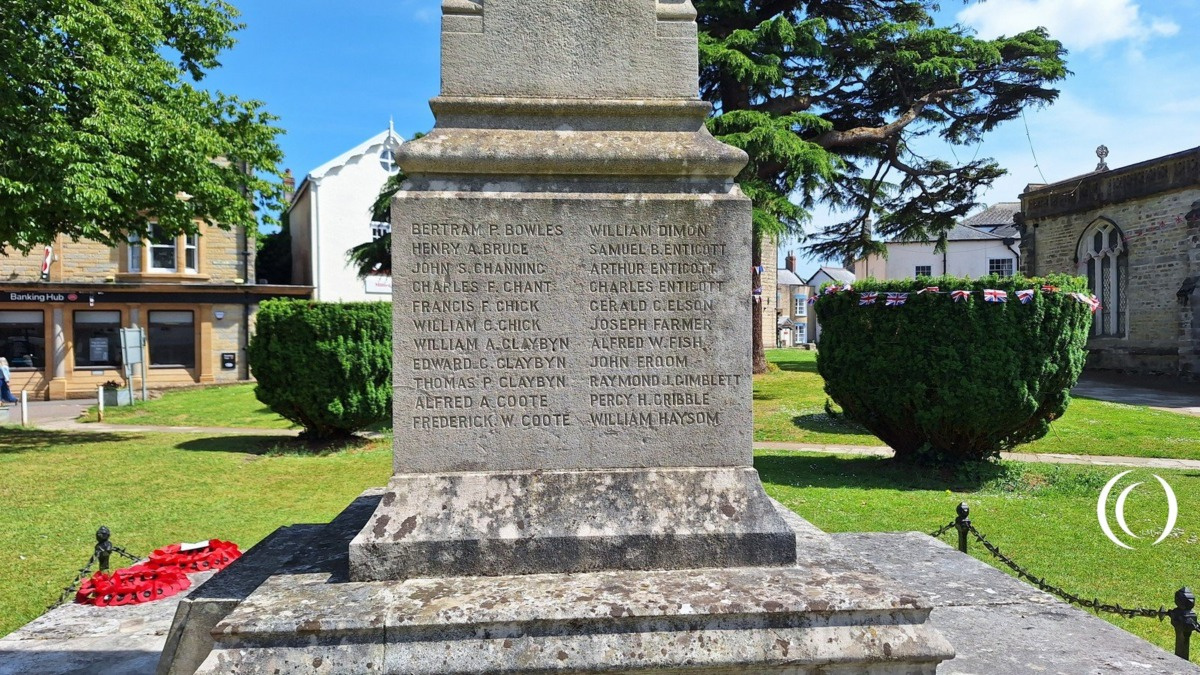 BERTRAM P. BOWLES
HENRY A. BRUCE
JOHN S. CHANNING
CHARLES F. CHANT
FRANCIS F. CHICK
WILLIAM G. CHICK
WILLIAM A. CLAYBYN
EDWARD G. CLAYBYN
THOMAS P. CLAYBYN
ALFRED A. COOTE
FREDERICK W. COOTE
WILLIAM DIMON
SAMUEL B. ENTICOTT
ARTHUR ENTICOTT
CHARLES ENTICOTT
GERALD G. ELSON
JOSEPH FARMER
ALFRED W. FISH
JOHN FROOM
RAYMOND J. GIMBLETT
PERCY H. GRIBBLE
WILLIAM HAYSOM
Banking Hub